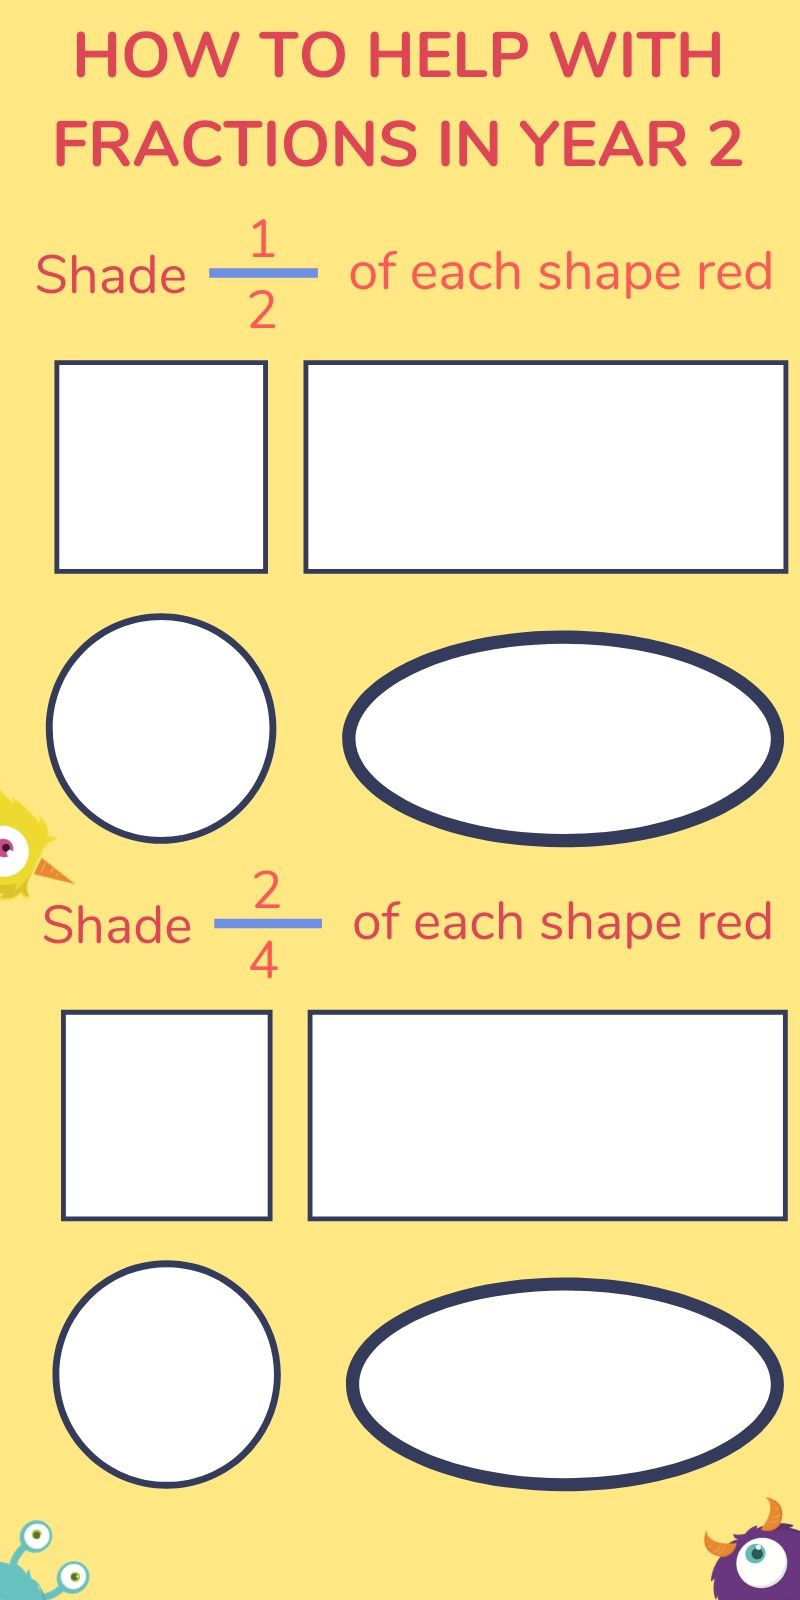 HOW TO HELP WITH
FRACTIONS IN YEAR 2
Shade 1/2 of each shape red
Shade 2/4 of each shape red